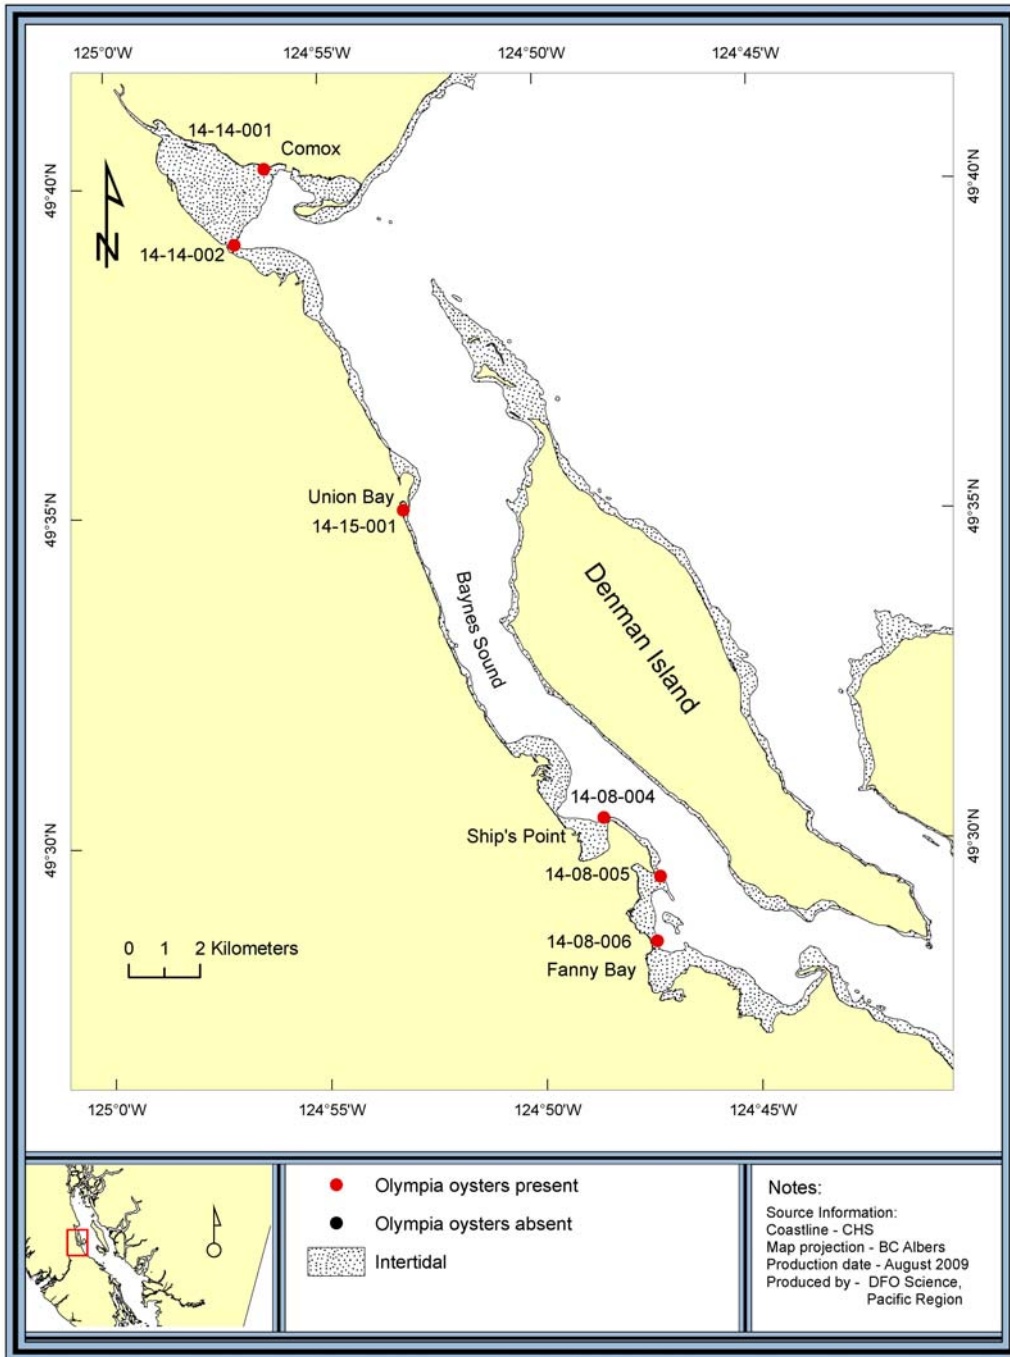 125°0'W 124°55'W 124°50'W 124°45'W
14-14-001
Comox
49°40'N
49°40'N
N
14-14-002
Union Bay
14-15-001
49°35'N
49°35'N
Baynes Sound
Denman Island
14-08-004
Ship's Point
49°30'N
49°30'N
14-08-005
14-08-006
Fanny Bay
0 1 2 Kilometers
125°0'W 124°55'W 124°50'W 124°45'W
Olympia oysters present
Olympia oysters absent
Intertidal
Notes:
Source Information:
Coastline - CHS
Map projection - BC Albers
Production date - August 2009
Produced by - DFO Science,
Pacific Region